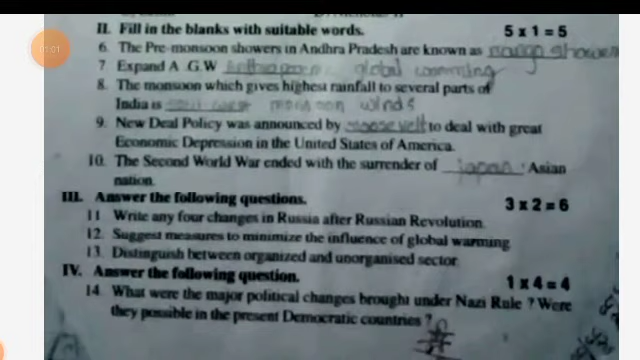 II. Fill in the blanks with suitable words. 5 x 1 = 5
6. The Pre-monsoon showers in Andhra Pradesh are known as mango showers
7. Expand A .G.W global warming
8. The monsoon which gives highest rainfall to several parts of
India is south west monsoon winds
9. New Deal Policy was announced by roosevelt to deal with great
Economic Depression in the United States of America.
10. The Second World War ended with the surrender of japan Asian
nation.
III. Answer the following questions. 3 x 2 = 6
11 Write any four changes in Russia after Russian Revolution.
12. Suggest measures to minimize the influence of global warming
13. Distinguish between organized and unorganised sector
IV. Answer the following question. 1 x 4 = 4
14. What were the major political changes brought under Nazi Rule ? Were
they possible in the present Democratic countries ?